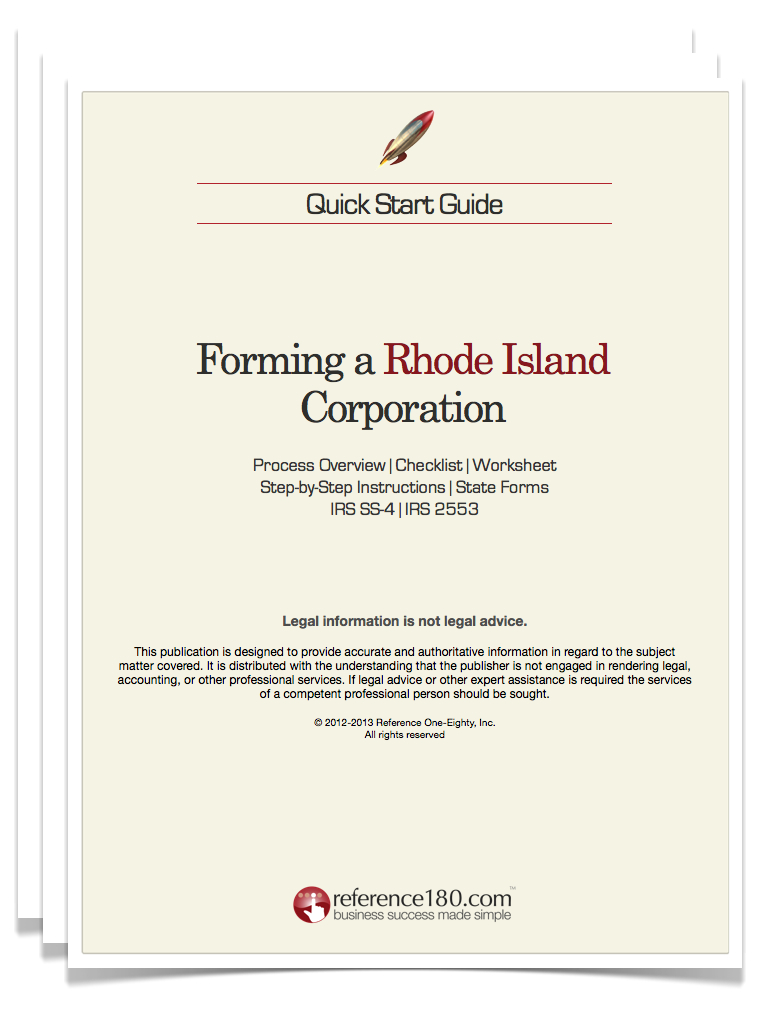 Quick Start Guide
Forming a Rhode Island
Corporation
Process Overview | Checklist | Worksheet
Step-by-Step Instructions | State Forms
IRS SS-4 | IRS 2553
Legal information is not legal advice.
This publication is designed to provide accurate and authoritative information in regard to the subject
matter covered. It is distributed with the understanding that the publisher is not engaged in rendering legal,
accounting, or other professional services. If legal advice or other expert assistance is required the services
of a competent professional person should be sought.
© 2012-2013 Reference One-Eighty, Inc.
All rights reserved
reference180.com™
business success made simple